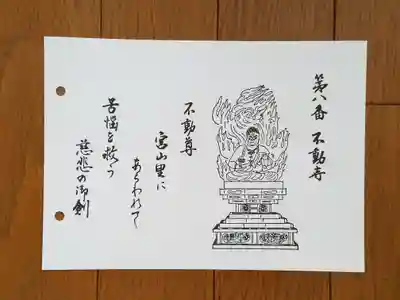 第八番 不動寺
不動尊
宮山里に
あらわれて
苦悩を救う
慈悲の御剣